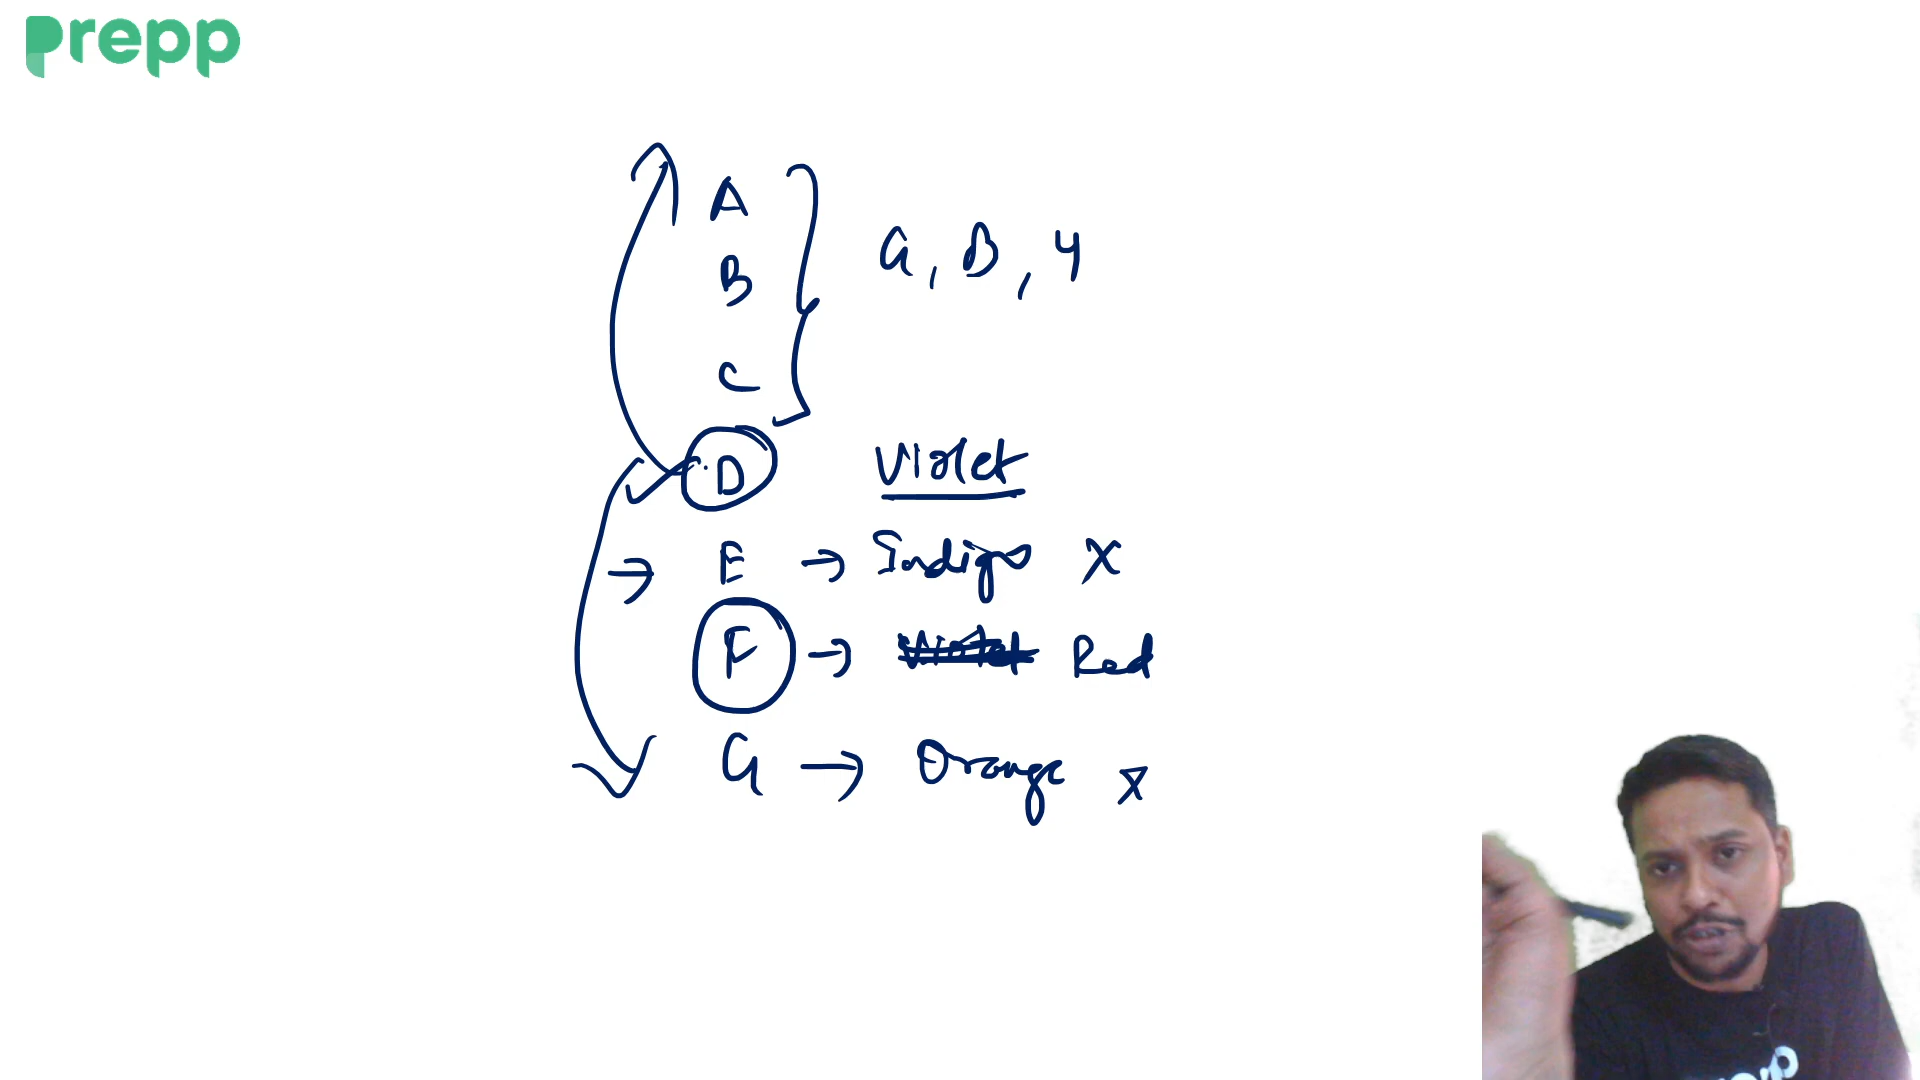 prepp
A
B
C
G, B, Y
D Violet
E → Indigo X
F → Violet Red
G → Orange X